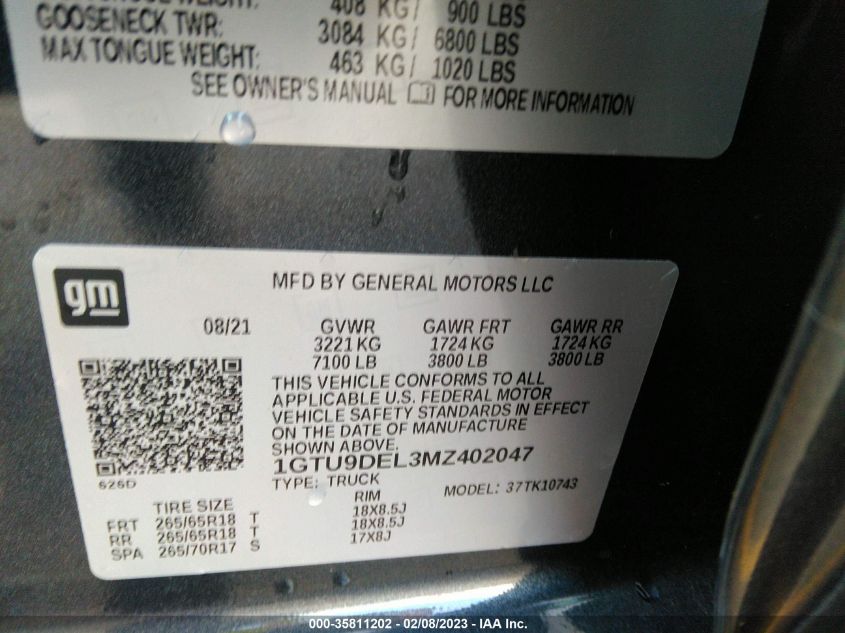 408 KG/ 900 LBS
GOOSENECK TWR: 3084 KG/ 6800 LBS
MAX TONGUE WEIGHT: 463 KG/ 1020 LBS
SEE OWNER'S MANUAL FOR MORE INFORMATION
gm
MFD BY GENERAL MOTORS LLC
08/21 GVWR GAWR FRT GAWR RR
3221 KG 1724 KG 1724 KG
7100 LB 3800 LB 3800 LB
THIS VEHICLE CONFORMS TO ALL
APPLICABLE U.S. FEDERAL MOTOR
VEHICLE SAFETY STANDARDS IN EFFECT
ON THE DATE OF MANUFACTURE
SHOWN ABOVE.
1GTU9DEL3MZ402047
626D
TYPE: TRUCK MODEL: 37TK10743
TIRE SIZE RIM
FRT 265/65R18 T 18X8.5J
RR 265/65R18 T 18X8.5J
SPA 265/70R17 S 17X8J
000-35811202 - 02/08/2023 - IAA Inc.